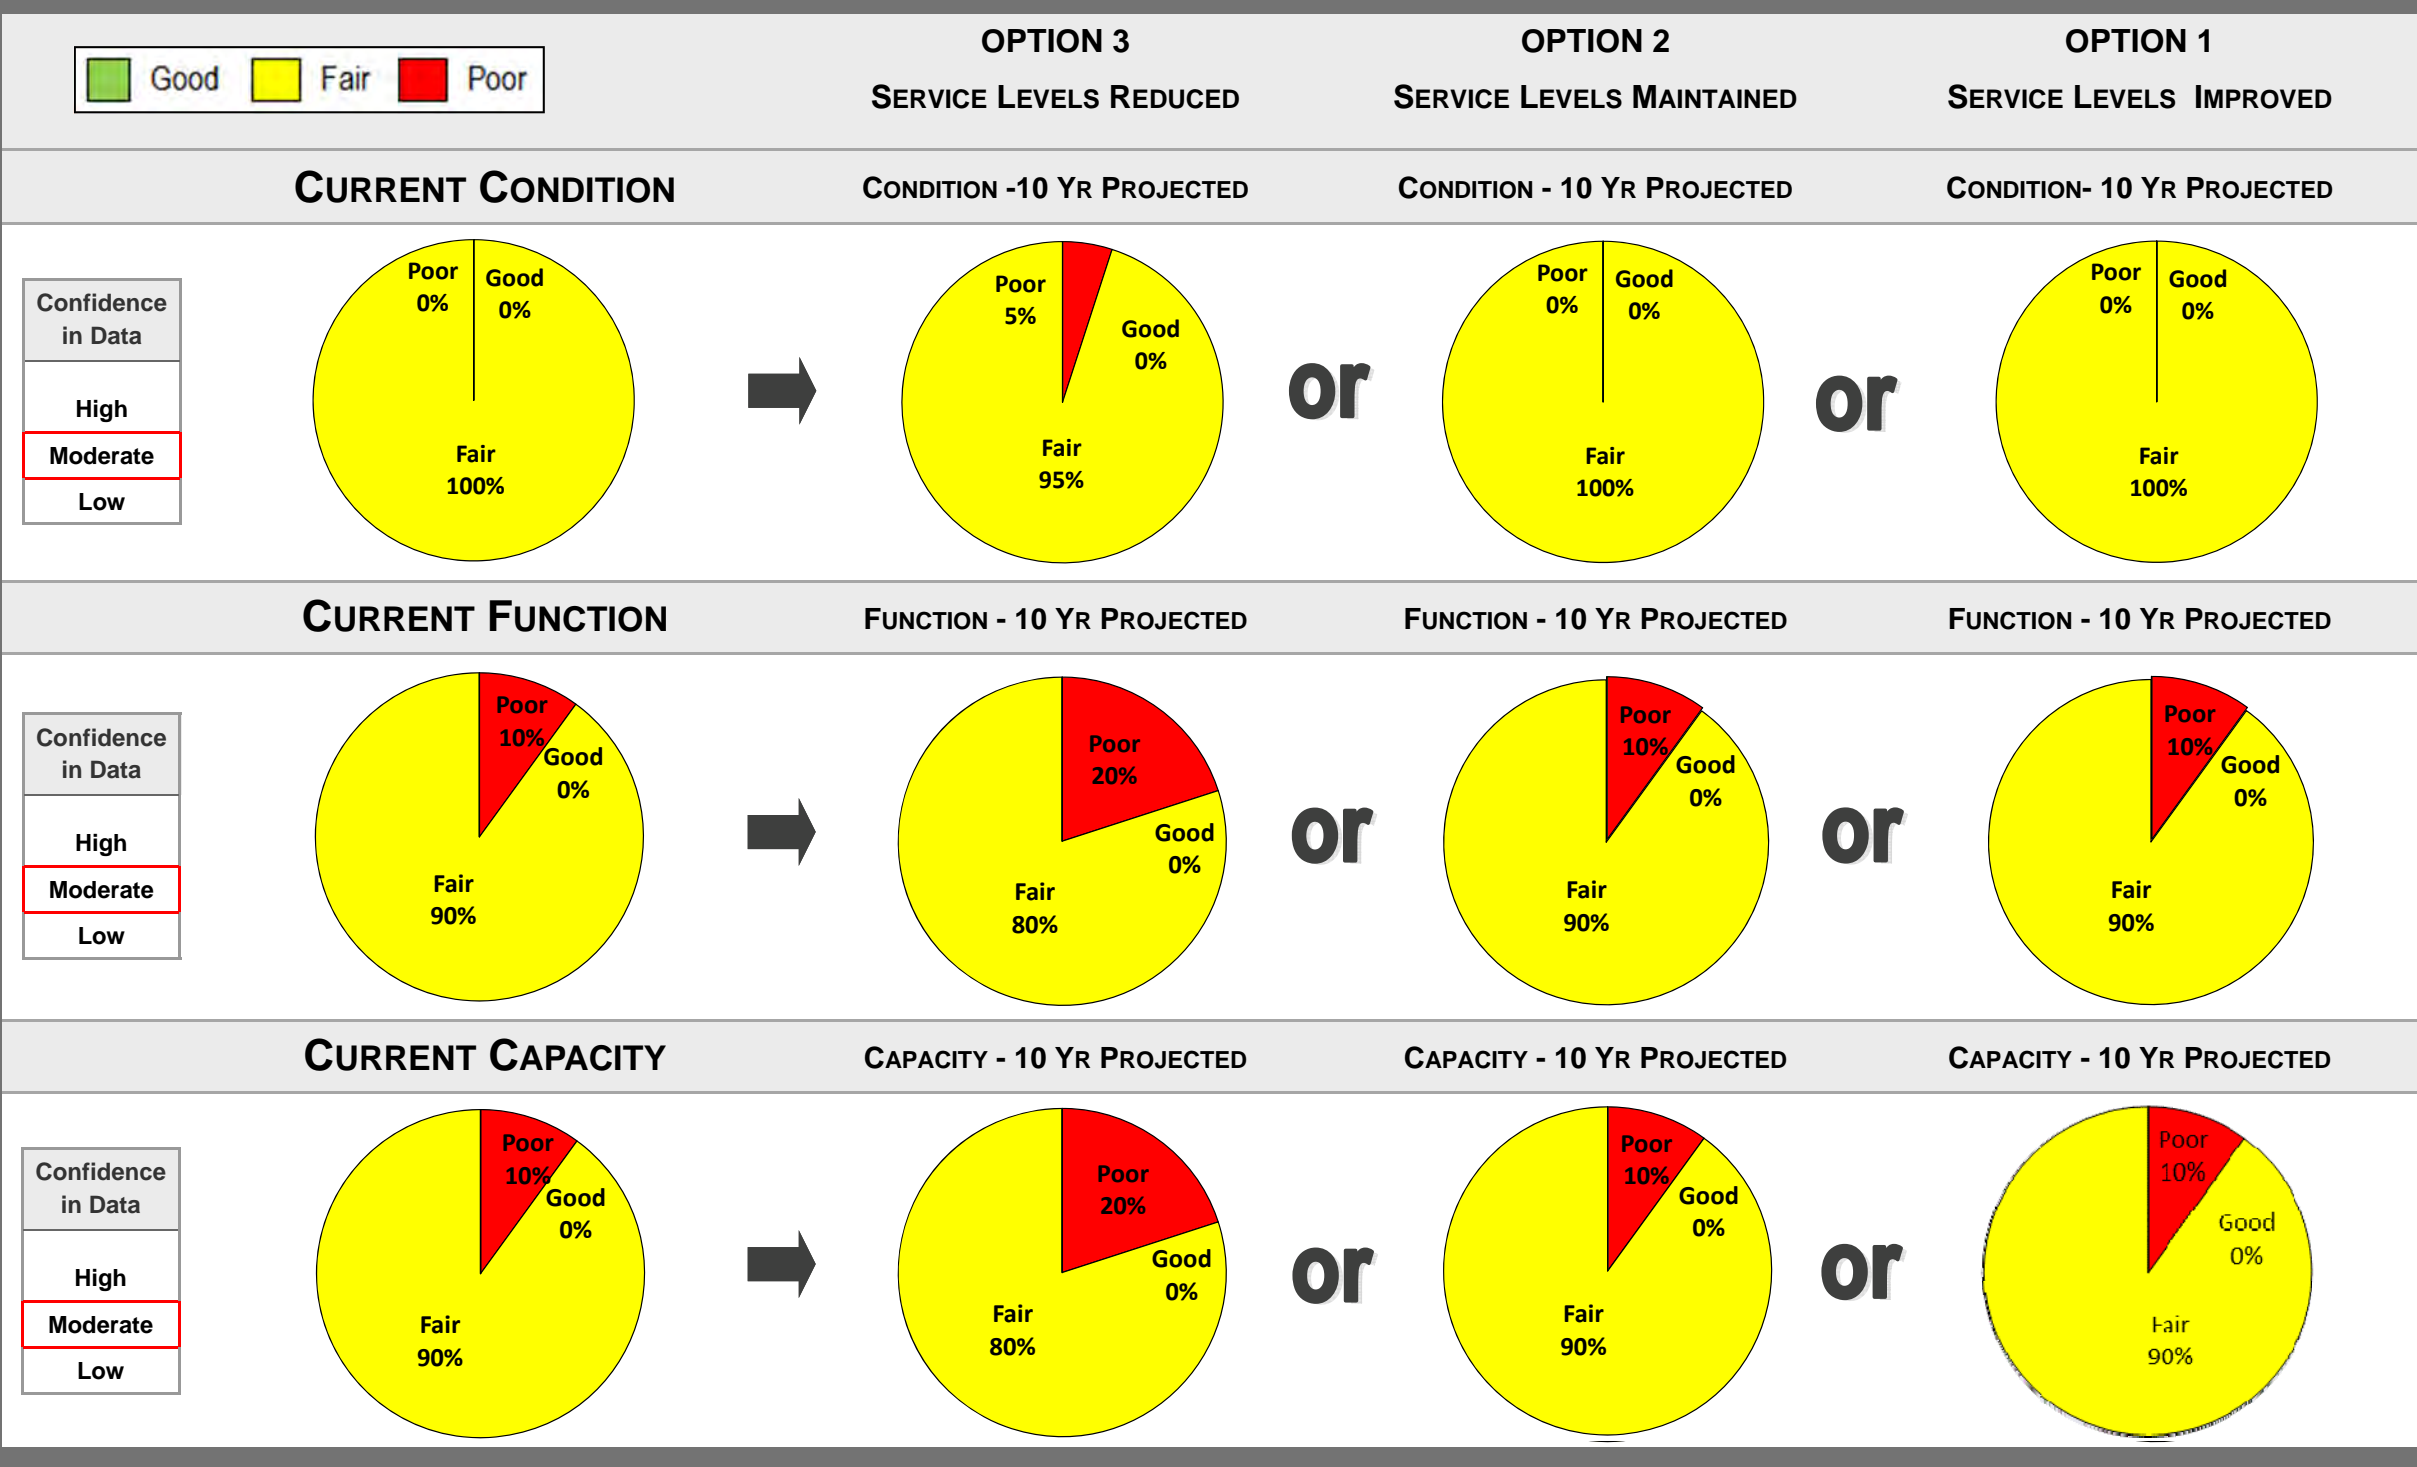 Good Fair Poor
OPTION 3
SERVICE LEVELS REDUCED
OPTION 2
SERVICE LEVELS MAINTAINED
OPTION 1
SERVICE LEVELS IMPROVED
CURRENT CONDITION
CONDITION -10 YR PROJECTED
CONDITION - 10 YR PROJECTED
CONDITION- 10 YR PROJECTED
Confidence
in Data
High
Moderate
Low
Poor
0%
Good
0%
Fair
100%
Poor
5%
Good
0%
Fair
95%
or
Poor
0%
Good
0%
Fair
100%
or
Poor
0%
Good
0%
Fair
100%
CURRENT FUNCTION
FUNCTION - 10 YR PROJECTED
FUNCTION - 10 YR PROJECTED
FUNCTION - 10 YR PROJECTED
Confidence
in Data
High
Moderate
Low
Poor
10%
Good
0%
Fair
90%
Poor
20%
Good
0%
Fair
80%
or
Poor
10%
Good
0%
Fair
90%
or
Poor
10%
Good
0%
Fair
90%
CURRENT CAPACITY
CAPACITY - 10 YR PROJECTED
CAPACITY - 10 YR PROJECTED
CAPACITY - 10 YR PROJECTED
Confidence
in Data
High
Moderate
Low
Poor
10%
Good
0%
Fair
90%
Poor
20%
Good
0%
Fair
80%
or
Poor
10%
Good
0%
Fair
90%
or
Poor
10%
Good
0%
Fair
90%